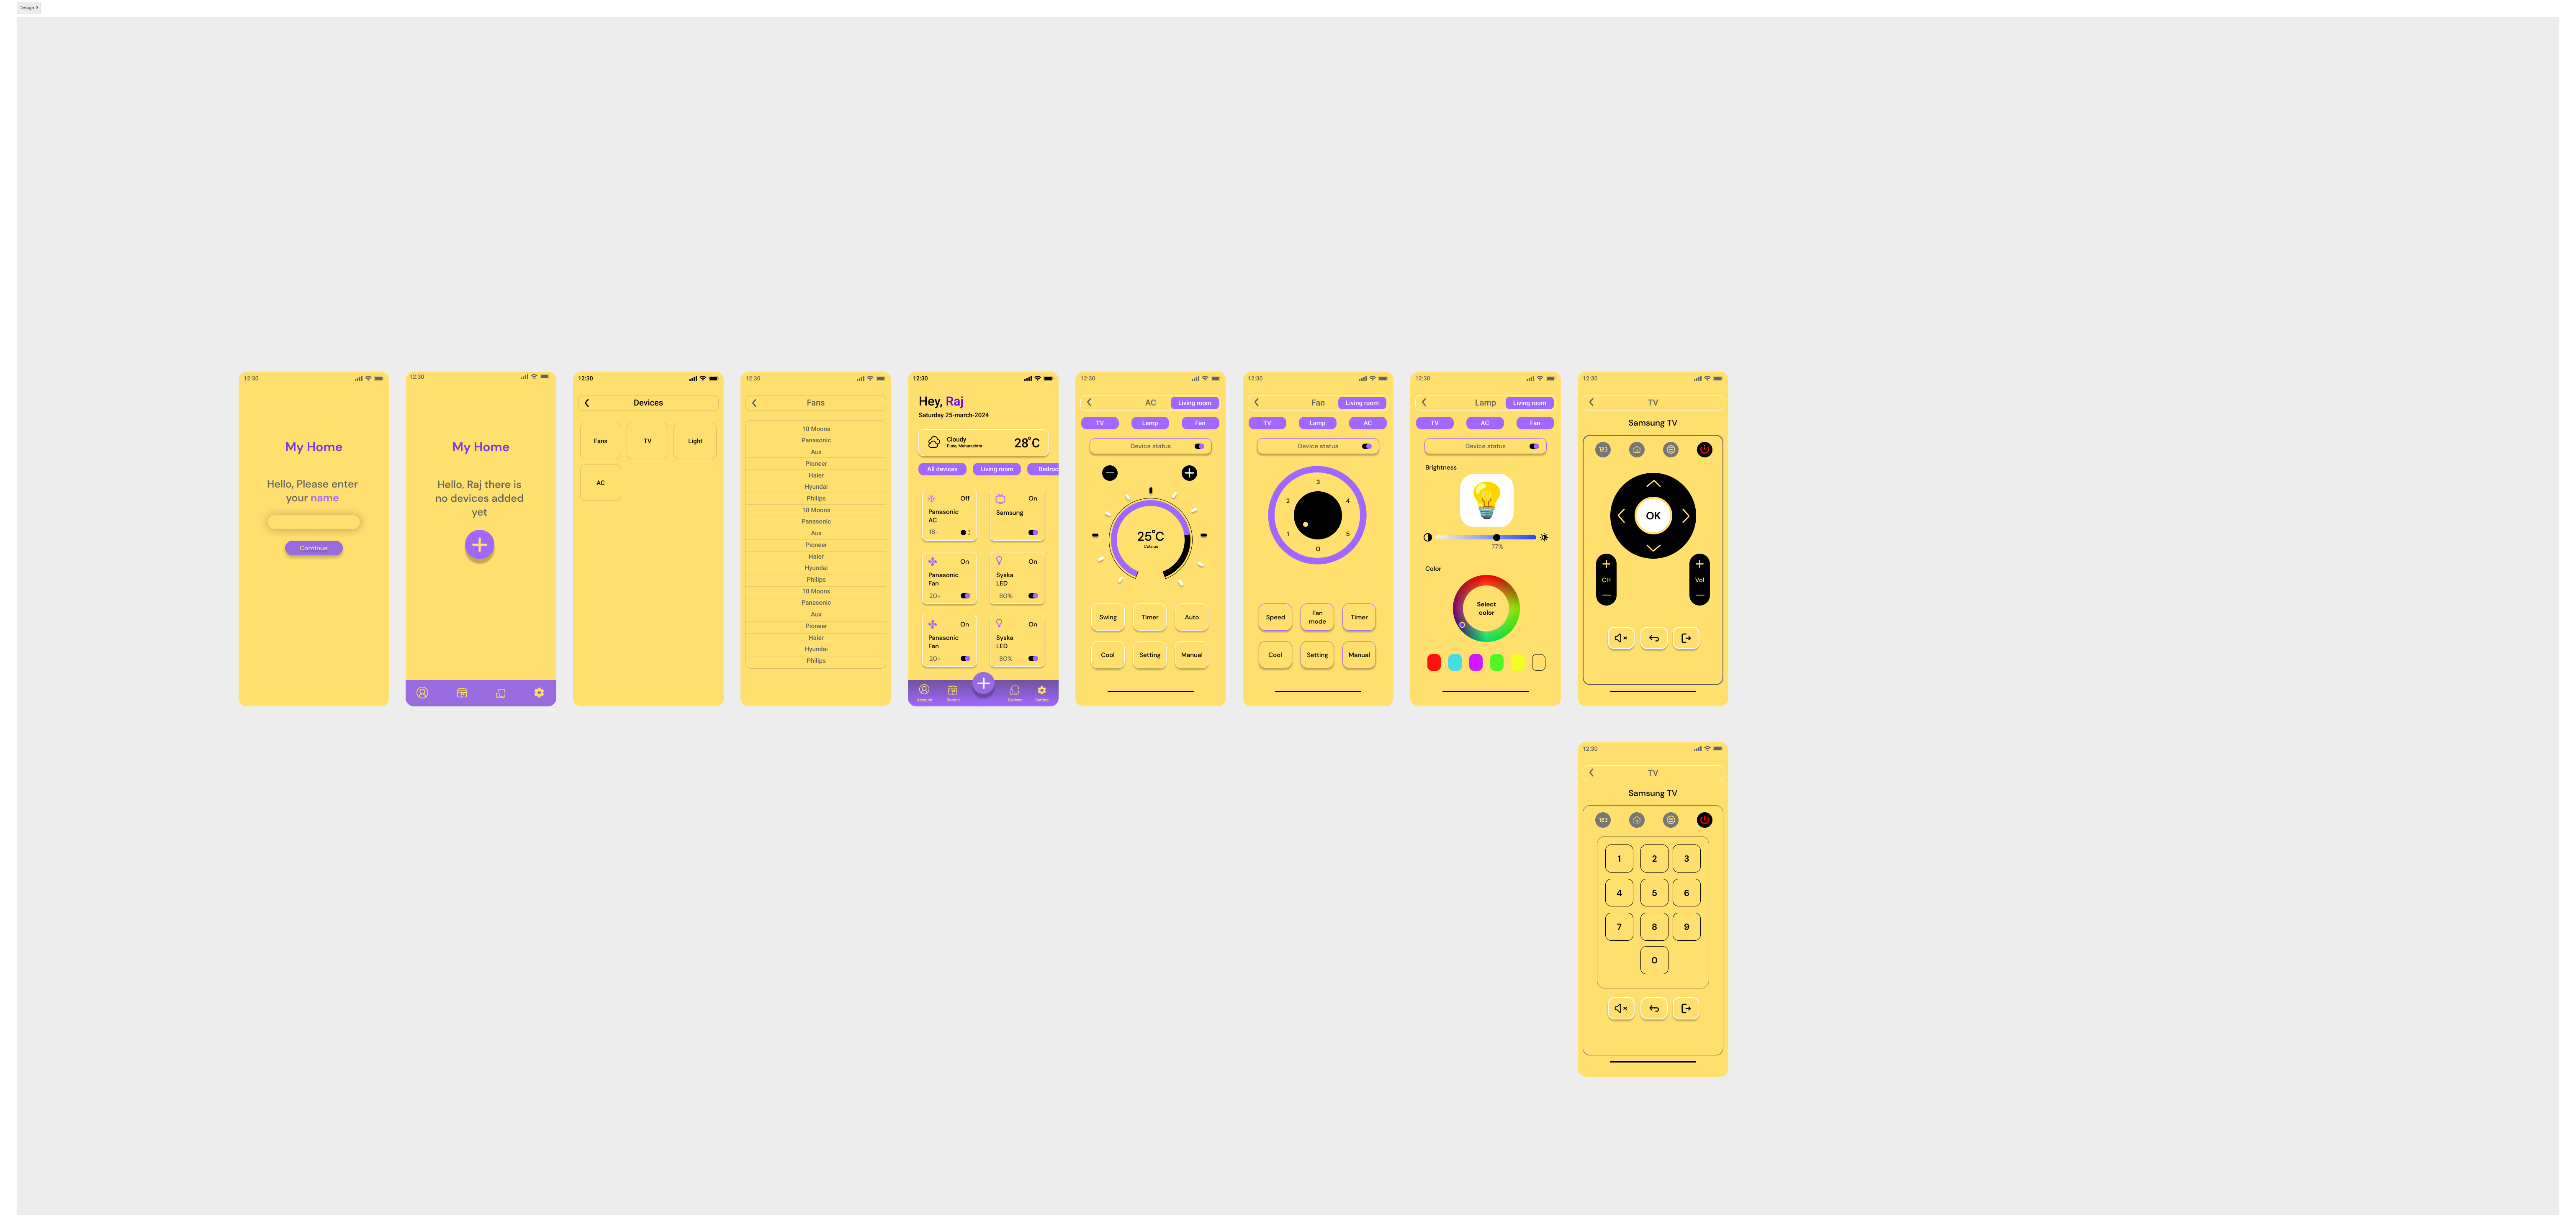 Design 3
12:30
My Home
Hello, Please enter
your name
Continue
12:30
My Home
Hello, Raj there is
no devices added
yet
12:30
Devices
Fans
TV
Light
AC
12:30
Fans
10 Moons
Panasonic
Aux
Pioneer
Haier
Hyundai
Philips
10 Moons
Panasonic
Aux
Pioneer
Haier
Hyundai
Philips
10 Moons
Panasonic
Aux
Pioneer
Haier
Hyundai
Philips
12:30
Hey, Raj
Saturday 25-march-2024
Cloudy
Pune, Maharashtra
28°C
All devices
Living room
Bedroo
Off
Panasonic
AC
18-
On
Samsung
On
Panasonic
Fan
20+
On
Syska
LED
80%
On
Panasonic
Fan
20+
On
Syska
LED
80%
Account
Rooms
Devices
Setting
12:30
AC
Living room
TV
Lamp
Fan
Device status
25°C
Celsius
Swing
Timer
Auto
Cool
Setting
Manual
12:30
Fan
Living room
TV
Lamp
AC
Device status
3
2
4
1
5
0
Speed
Fan
mode
Timer
Cool
Setting
Manual
12:30
Lamp
Living room
TV
AC
Fan
Device status
Brightness
77%
Color
Select
color
12:30
TV
Samsung TV
123
OK
CH
Vol
12:30
TV
Samsung TV
123
1
2
3
4
5
6
7
8
9
0